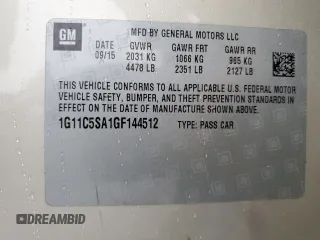 GM
MFD BY GENERAL MOTORS LLC
DATE GVWR GAWR FRT GAWR RR
09/15 2031 KG 1066 KG 965 KG
4478 LB 2351 LB 2127 LB
THIS VEHICLE CONFORMS TO ALL APPLICABLE U.S. FEDERAL MOTOR
VEHICLE SAFETY, BUMPER, AND THEFT PREVENTION STANDARDS IN
EFFECT ON THE DATE OF MANUFACTURE SHOWN ABOVE.
1G11C5SA1GF144512 TYPE: PASS CAR
DREAMBID